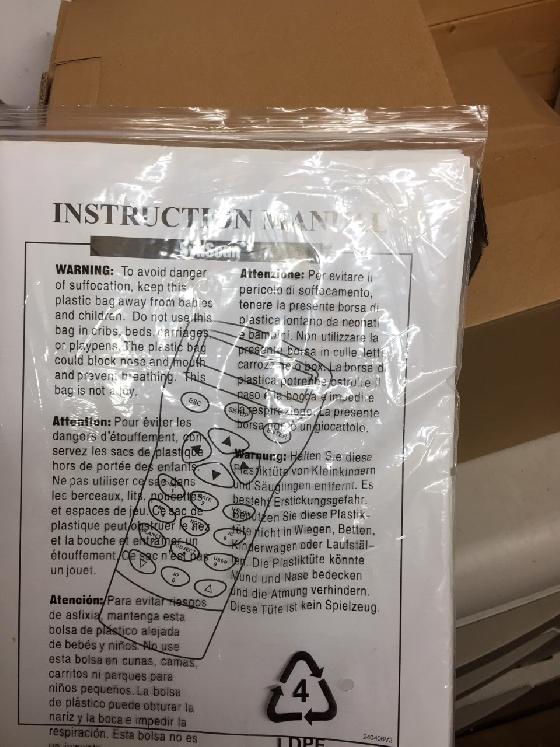 INSTRUCTION MANUAL
WARNING: To avoid danger
of suffocation, keep this
plastic bag away from babies
and children. Do not use this
bag in cribs, beds, carriages
or playpens. The plastic bag
could block nose and mouth
and prevent breathing. This
bag is not a toy.
Attention: Pour éviter les
dangers d'étouffement, con-
servez les sacs de plastique
hors de portée des enfants.
Ne pas utiliser ce sac dans
les berceaux, lits, poucettes
et espaces de jeu. Ce sac de
plastique peut obstruer le nez
et la bouche et entraîner un
étouffement. Ce sac n'est pas
un jouet.
Atención: Para evitar riesgos
de asfixia, mantenga esta
bolsa de plástico alejada
de bebés y niños. No use
esta bolsa en cunas, camas,
carritos ni parques para
niños pequeños. La bolsa
de plástico puede obturar la
nariz y la boca e impedir la
respiración. Esta bolsa no es
Attenzione: Per evitare il
pericolo di soffocamento,
tenere la presente borsa di
plastica lontano da neonati
e bambini. Non utilizzare la
presente borsa in culle, letti,
carrozzine o box. La borsa di
plastica potrebbe ostruire il
naso e la bocca e impedire
la respirazione. La presente
borsa non è un giocattolo.
Warnung: Halten Sie diese
Plastiktüte von Kleinkindern
und Säuglingen entfernt. Es
besteht Erstickungsgefahr.
Benutzen Sie diese Plastik-
tüte nicht in Wiegen, Betten,
Kinderwagen oder Laufstäl-
len. Die Plastiktüte könnte
Mund und Nase bedecken
und die Atmung verhindern.
Diese Tüte ist kein Spielzeug.
ESC
4
LDPE